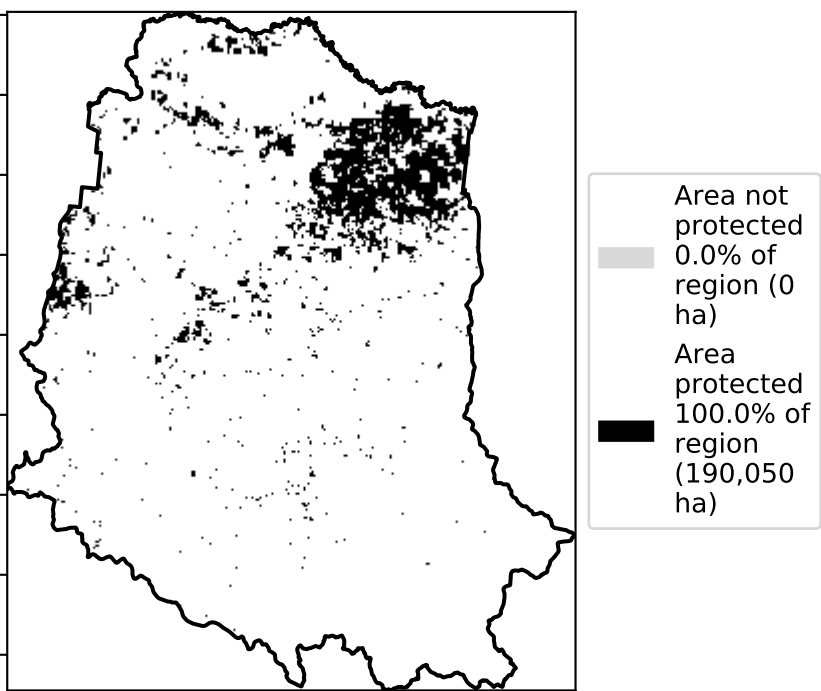 Area not
protected
0.0% of
region (0
ha)
Area
protected
100.0% of
region
(190,050
ha)